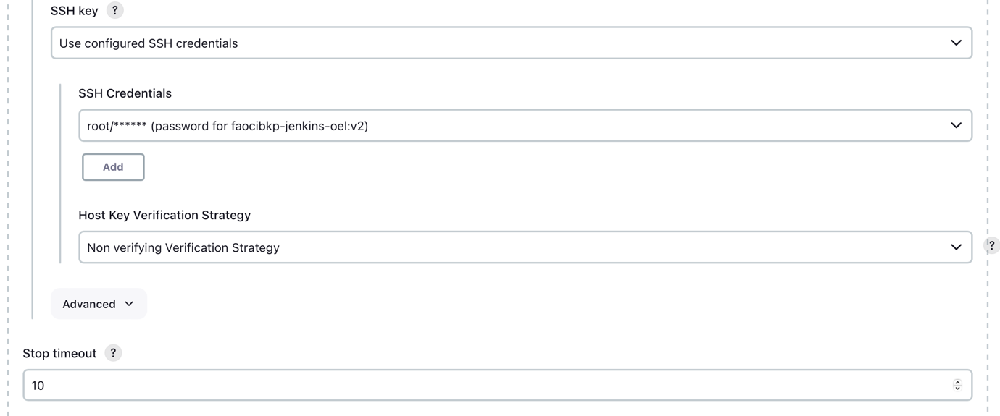 SSH key ?
Use configured SSH credentials
SSH Credentials
root/****** (password for faocibkp-jenkins-oel:v2)
Add
Host Key Verification Strategy
Non verifying Verification Strategy
?
Advanced
Stop timeout ?
10